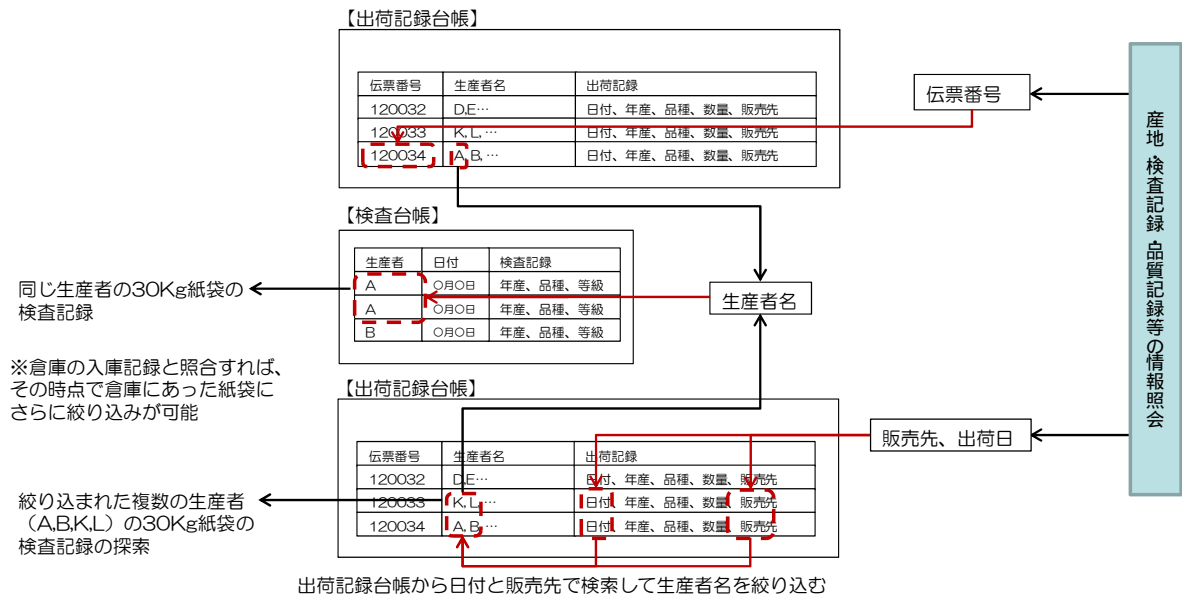 【出荷記録台帳】
伝票番号 生産者名 出荷記録
120032 D,E… 日付、年産、品種、数量、販売先
120033 K, L, … 日付、年産、品種、数量、販売先
120034 A, B, … 日付、年産、品種、数量、販売先
伝票番号
産地・検査記録・品質記録等の情報照会
【検査台帳】
生産者 日付 検査記録
A 〇月〇日 年産、品種、等級
A 〇月〇日 年産、品種、等級
B 〇月〇日 年産、品種、等級
同じ生産者の30Kg紙袋の
検査記録
生産者名
※倉庫の入庫記録と照合すれば、
その時点で倉庫にあった紙袋に
さらに絞り込みが可能
【出荷記録台帳】
販売先、出荷日
伝票番号 生産者名 出荷記録
120032 D,E… 日付、年産、品種、数量、販売先
120033 K, L, … 日付、年産、品種、数量、販売先
120034 A, B, … 日付、年産、品種、数量、販売先
絞り込まれた複数の生産者
（A,B,K,L）の30Kg紙袋の
検査記録の探索
出荷記録台帳から日付と販売先で検索して生産者名を絞り込む